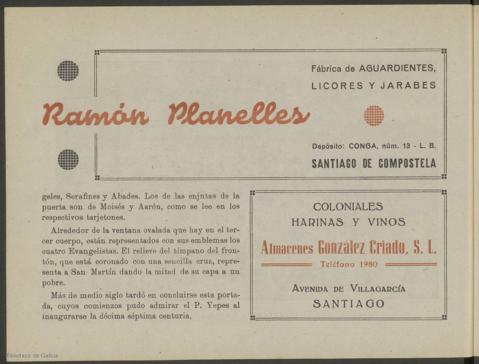 Fábrica de AGUARDIENTES,
LICORES Y JARABES
Ramón Planelles
Depósito: CONGA, núm. 13 - L. B.
SANTIAGO DE COMPOSTELA
geles, Serafines y Abades. Los de las enjutas de la
puerta son de Moisés y Aarón, como se lee en los
respectivos tarjetones.
Alrededor de la ventana ovalada que hay en el ter-
cer cuerpo, están representados con sus emblemas los
cuatro Evangelistas. El relieve del tímpano del fron-
tón, que está coronado con una sencilla cruz, repre-
senta a San Martín dando la mitad de su capa a un
pobre.
Más de medio siglo tardó en concluirse esta porta-
da, cuyos comienzos pudo admirar el P. Yepes al
inaugurarse la décima séptima centuria.
COLONIALES
HARINAS Y VINOS
Almacenes González Criado, S. L.
Teléfono 1980
AVENIDA DE VILLAGARCÍA
SANTIAGO
Biblioteca de Galicia